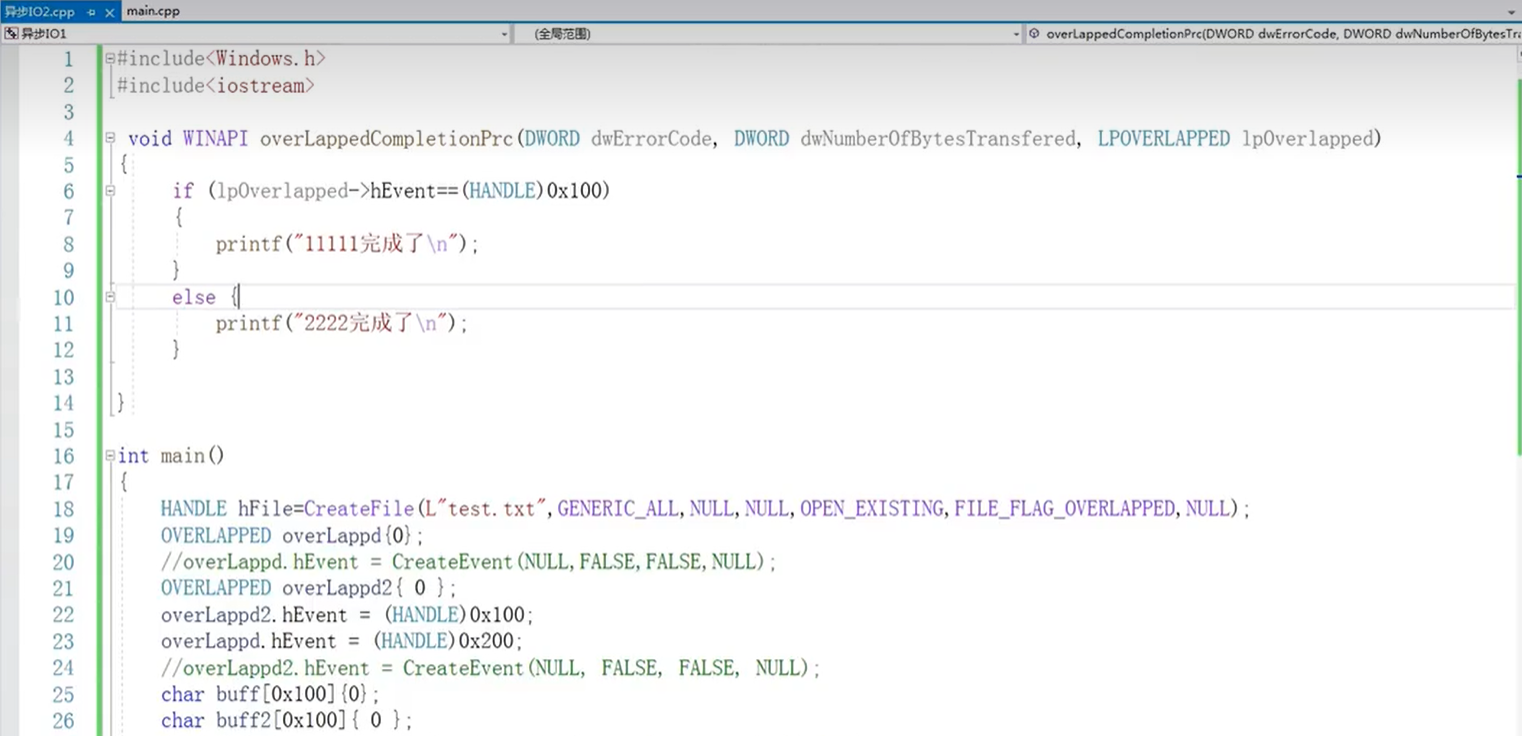 异步IO2.cpp main.cpp
异步IO1 (全局范围) overLappedCompletionPrc(DWORD dwErrorCode, DWORD dwNumberOfBytesTr
1 #include<Windows.h>
2 #include<iostream>
3
4 void WINAPI overLappedCompletionPrc(DWORD dwErrorCode, DWORD dwNumberOfBytesTransfered, LPOVERLAPPED lpOverlapped)
5 {
6 if (lpOverlapped->hEvent==(HANDLE)0x100)
7 {
8 printf("11111完成了\n");
9 }
10 else {
11 printf("2222完成了\n");
12 }
13
14 }
15
16 int main()
17 {
18 HANDLE hFile=CreateFile(L"test.txt",GENERIC_ALL,NULL,NULL,OPEN_EXISTING,FILE_FLAG_OVERLAPPED,NULL);
19 OVERLAPPED overLappd{0};
20 //overLappd.hEvent = CreateEvent(NULL,FALSE,FALSE,NULL);
21 OVERLAPPED overLappd2{ 0 };
22 overLappd2.hEvent = (HANDLE)0x100;
23 overLappd.hEvent = (HANDLE)0x200;
24 //overLappd2.hEvent = CreateEvent(NULL, FALSE, FALSE, NULL);
25 char buff[0x100]{0};
26 char buff2[0x100]{ 0 };